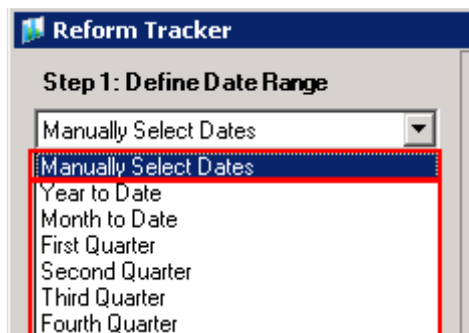 Reform Tracker
Step 1: Define Date Range
Manually Select Dates
Manually Select Dates
Year to Date
Month to Date
First Quarter
Second Quarter
Third Quarter
Fourth Quarter